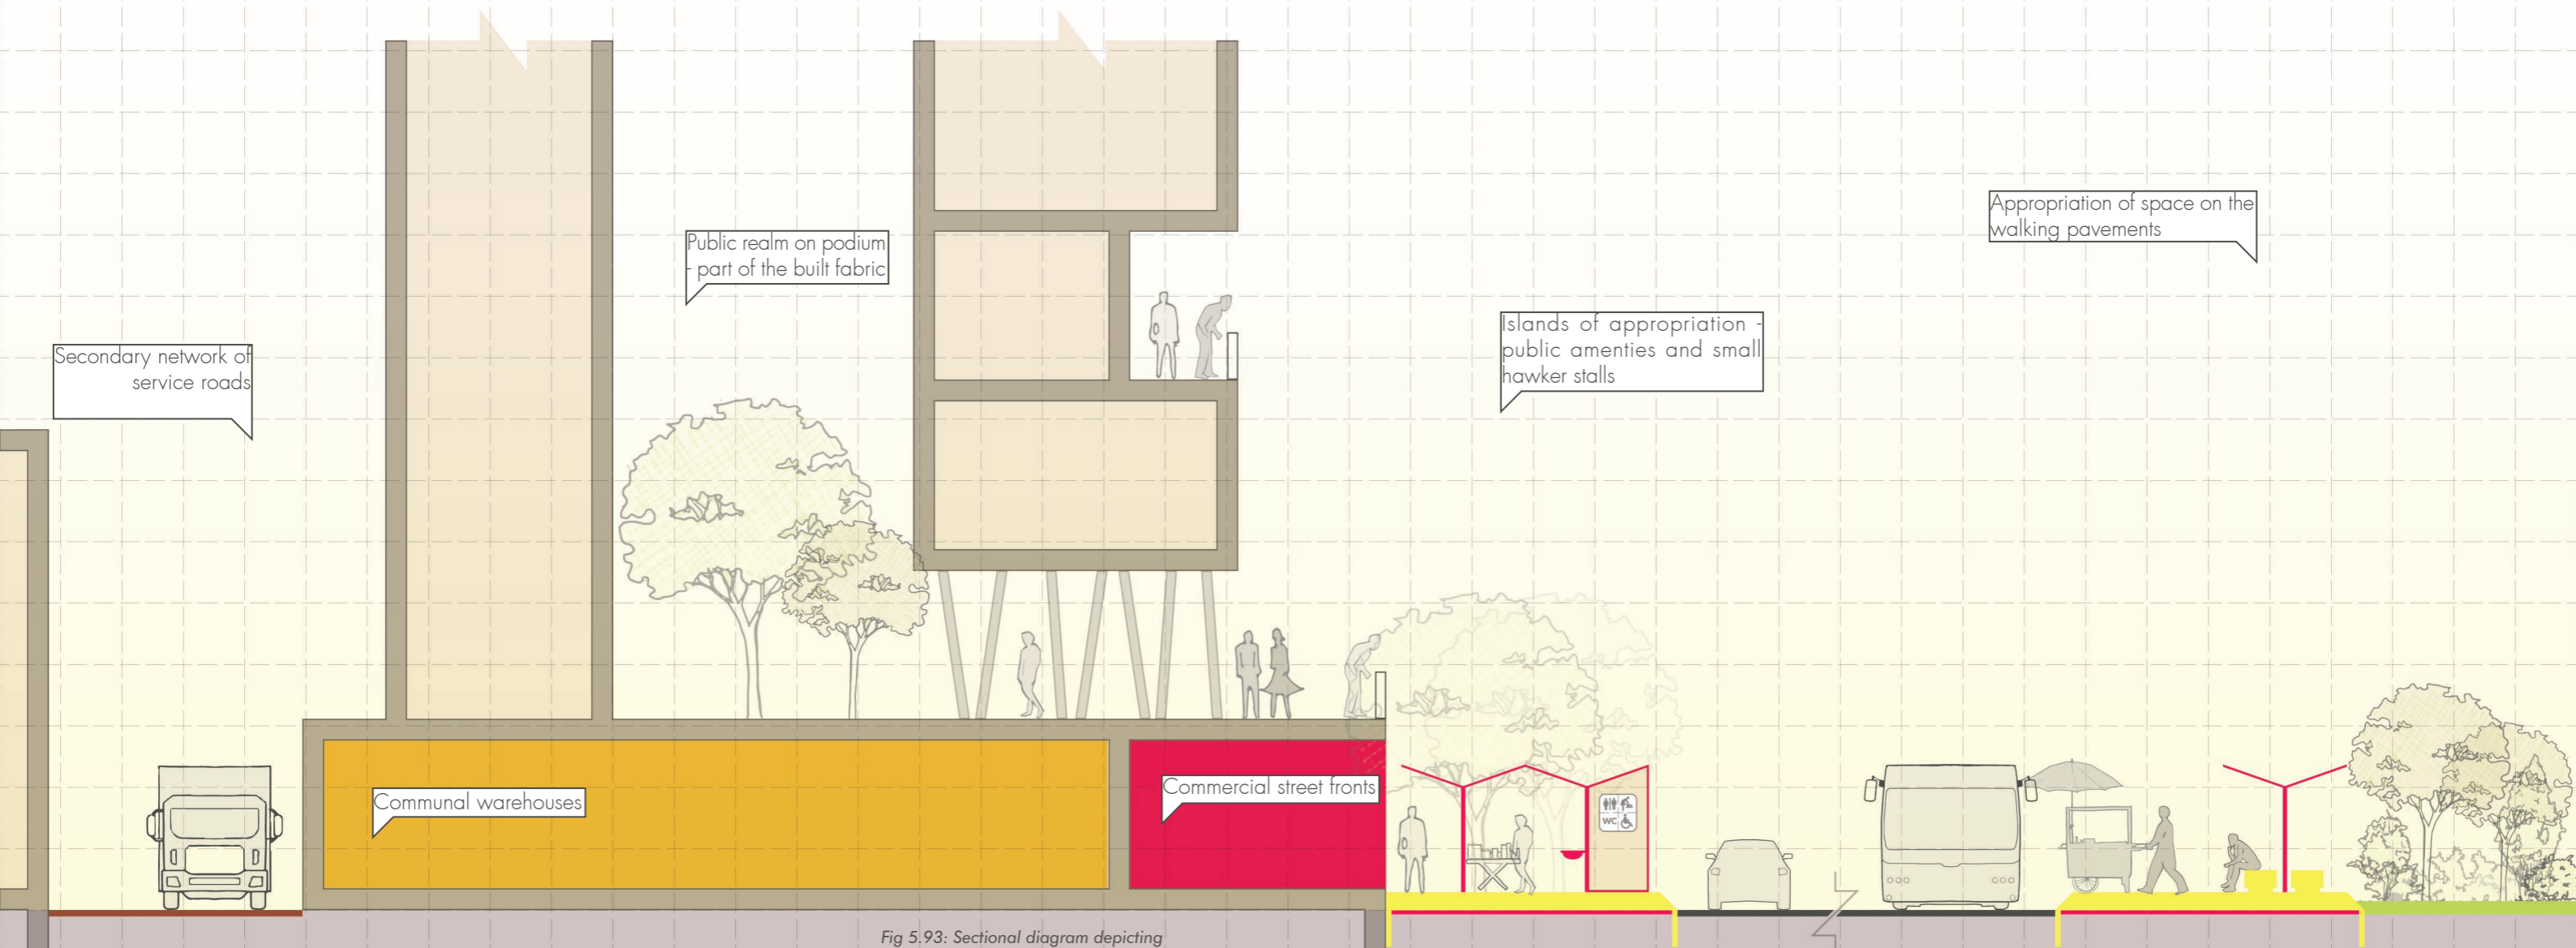 Secondary network of
service roads
Public realm on podium
- part of the built fabric
Islands of appropriation -
public amenties and small
hawker stalls
Appropriation of space on the
walking pavements
Communal warehouses
Commercial street fronts
WC
Fig 5.93: Sectional diagram depicting